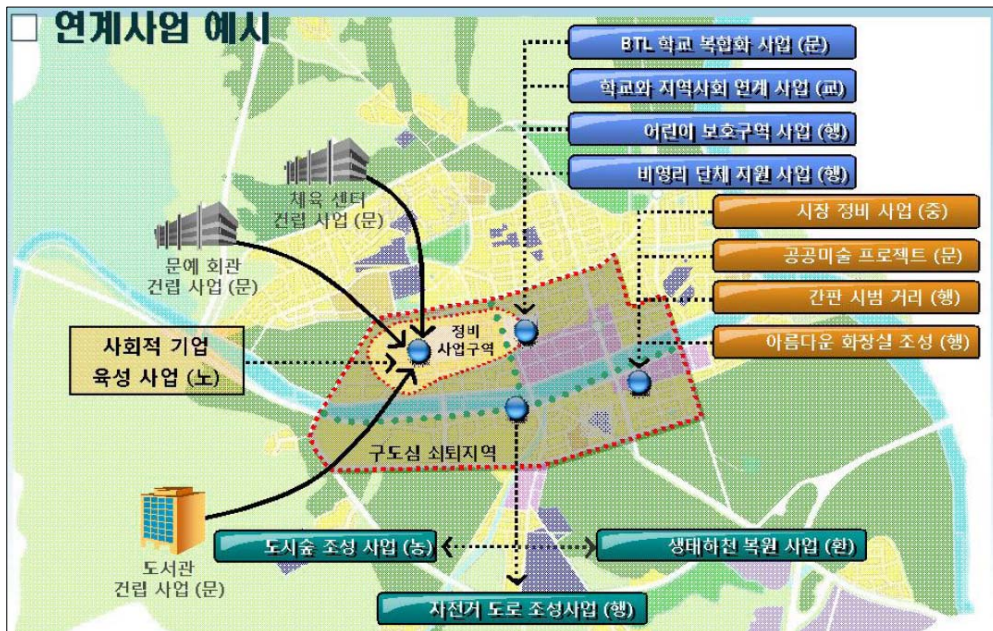 □ 연계사업 예시
BTL 학교 복합화 사업 (문)
학교와 지역사회 연계 사업 (교)
어린이 보호구역 사업 (행)
비영리 단체 지원 사업 (행)
시장 정비 사업 (중)
공공미술 프로젝트 (문)
간판 시범 거리 (행)
아름다운 화장실 조성 (행)
체육 센터
건립 사업 (문)
문예 회관
건립 사업 (문)
정비
사업구역
사회적 기업
육성 사업 (노)
구도심 쇠퇴지역
도서관
건립 사업 (문)
도시숲 조성 사업 (농)
생태하천 복원 사업 (환)
자전거 도로 조성사업 (행)